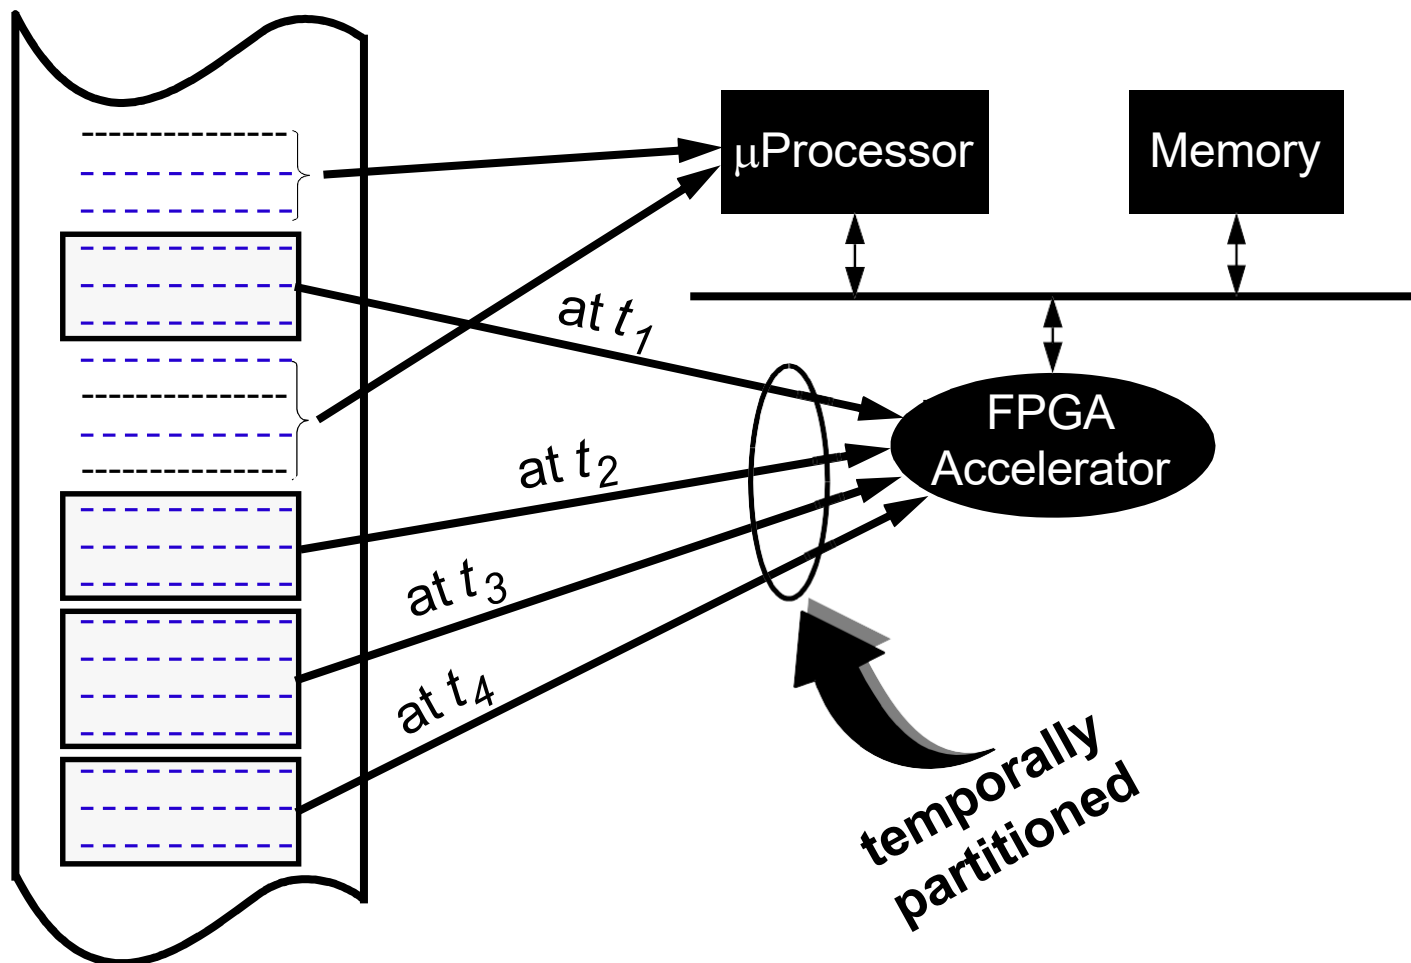 μProcessor
Memory
at t1
FPGA
Accelerator
at t2
at t3
at t4
temporally
partitioned